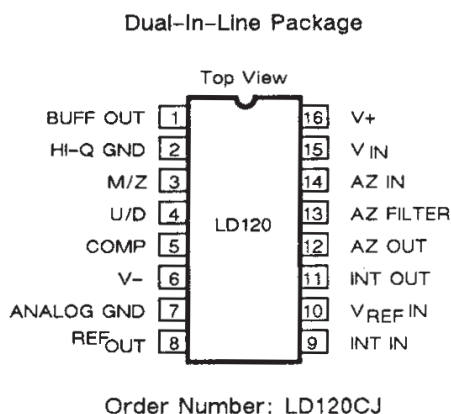 Dual-In-Line Package
Top View
BUFF OUT 1 16 V+
HI-Q GND 2 15 VIN
M/Z 3 14 AZ IN
U/D 4 13 AZ FILTER
LD120
COMP 5 12 AZ OUT
V- 6 11 INT OUT
ANALOG GND 7 10 VREF IN
REFOUT 8 9 INT IN
Order Number: LD120CJ